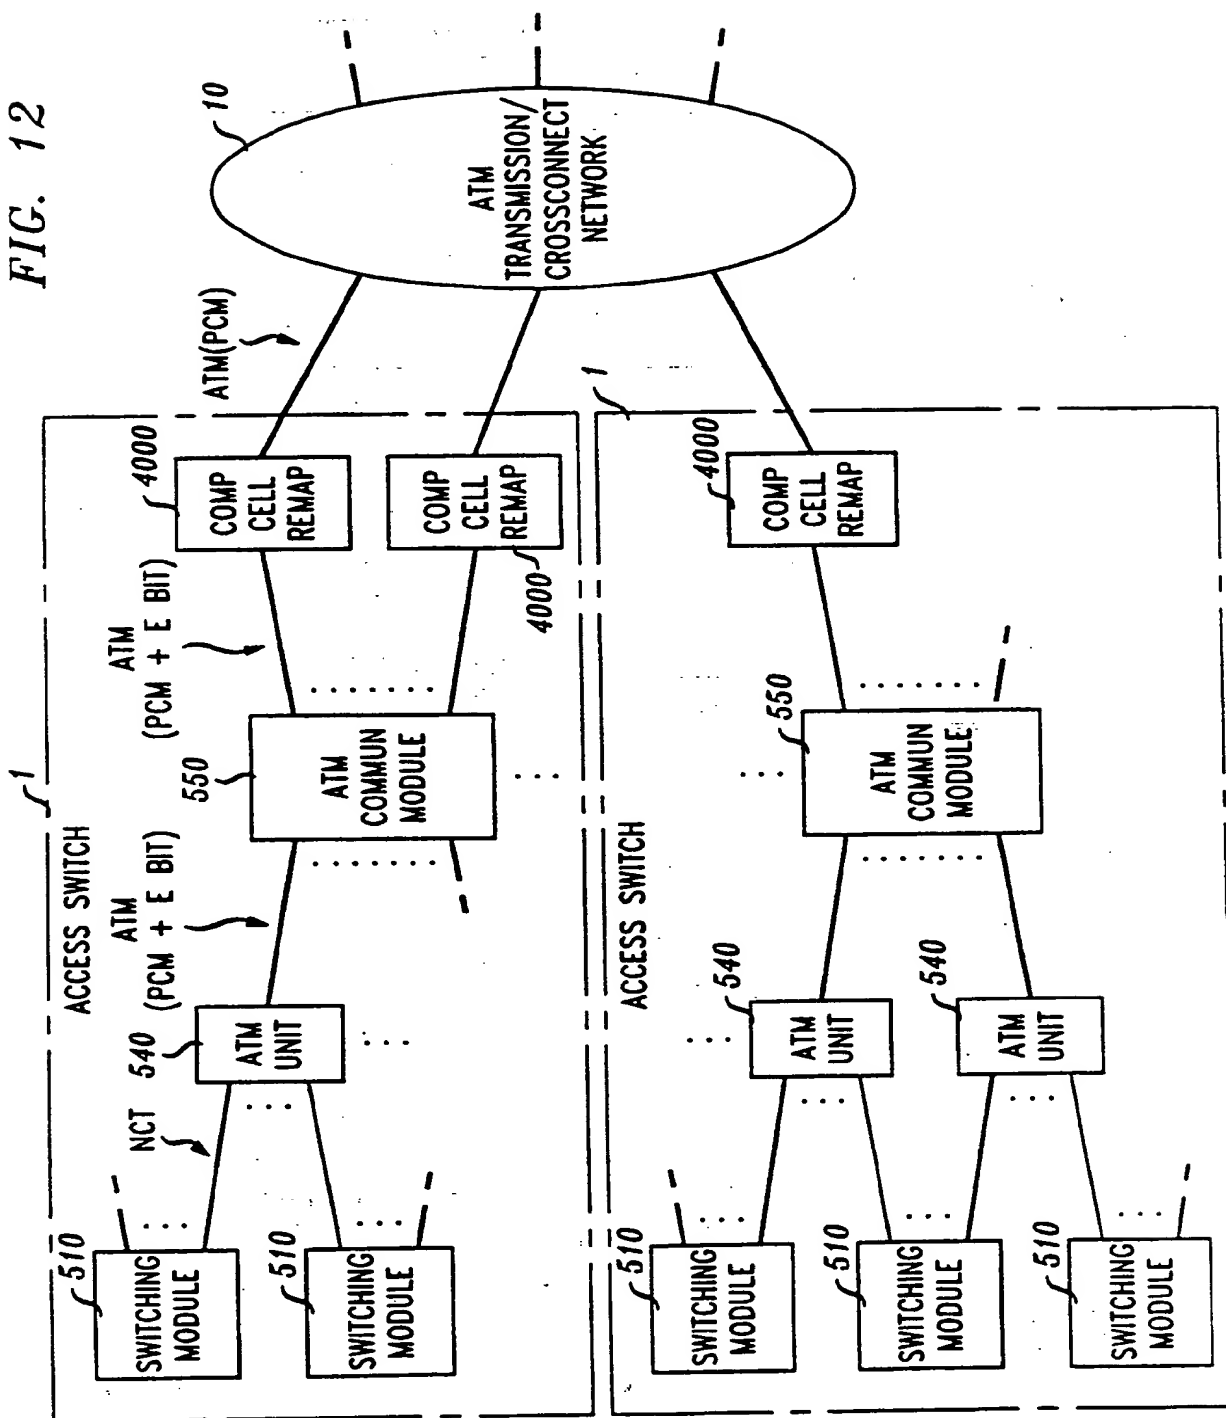 FIG. 12
10
ATM
TRANSMISSION/
CROSSCONNECT
NETWORK
ATM(PCM)
1
ACCESS SWITCH
4000
COMP
CELL
REMAP
COMP
CELL
REMAP
4000
ATM
(PCM + E BIT)
550
ATM
COMMUN
MODULE
ATM
(PCM + E BIT)
540
ATM
UNIT
NCT
510
SWITCHING
MODULE
510
SWITCHING
MODULE
1
ACCESS SWITCH
4000
COMP
CELL
REMAP
550
ATM
COMMUN
MODULE
540
ATM
UNIT
540
ATM
UNIT
510
SWITCHING
MODULE
510
SWITCHING
MODULE
510
SWITCHING
MODULE